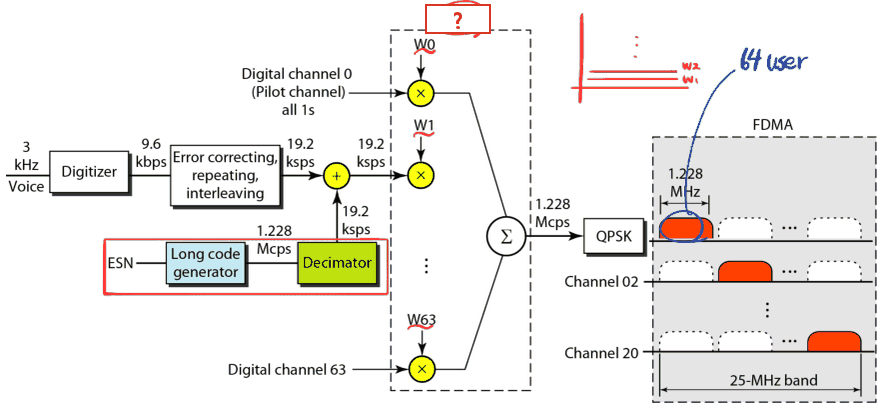 ?
W0
Digital channel 0
(Pilot channel)
all 1s
W2
W1
64 user
FDMA
3
kHz
Voice
Digitizer
9.6
kbps
Error correcting,
repeating,
interleaving
19.2
ksps
+
19.2
ksps
W1
×
×
19.2
ksps
ESN
Long code
generator
1.228
Mcps
Decimator
⋮
Σ
1.228
Mcps
QPSK
1.228
MHz
...
Channel 02
...
⋮
Channel 20
...
25-MHz band
W63
Digital channel 63
×